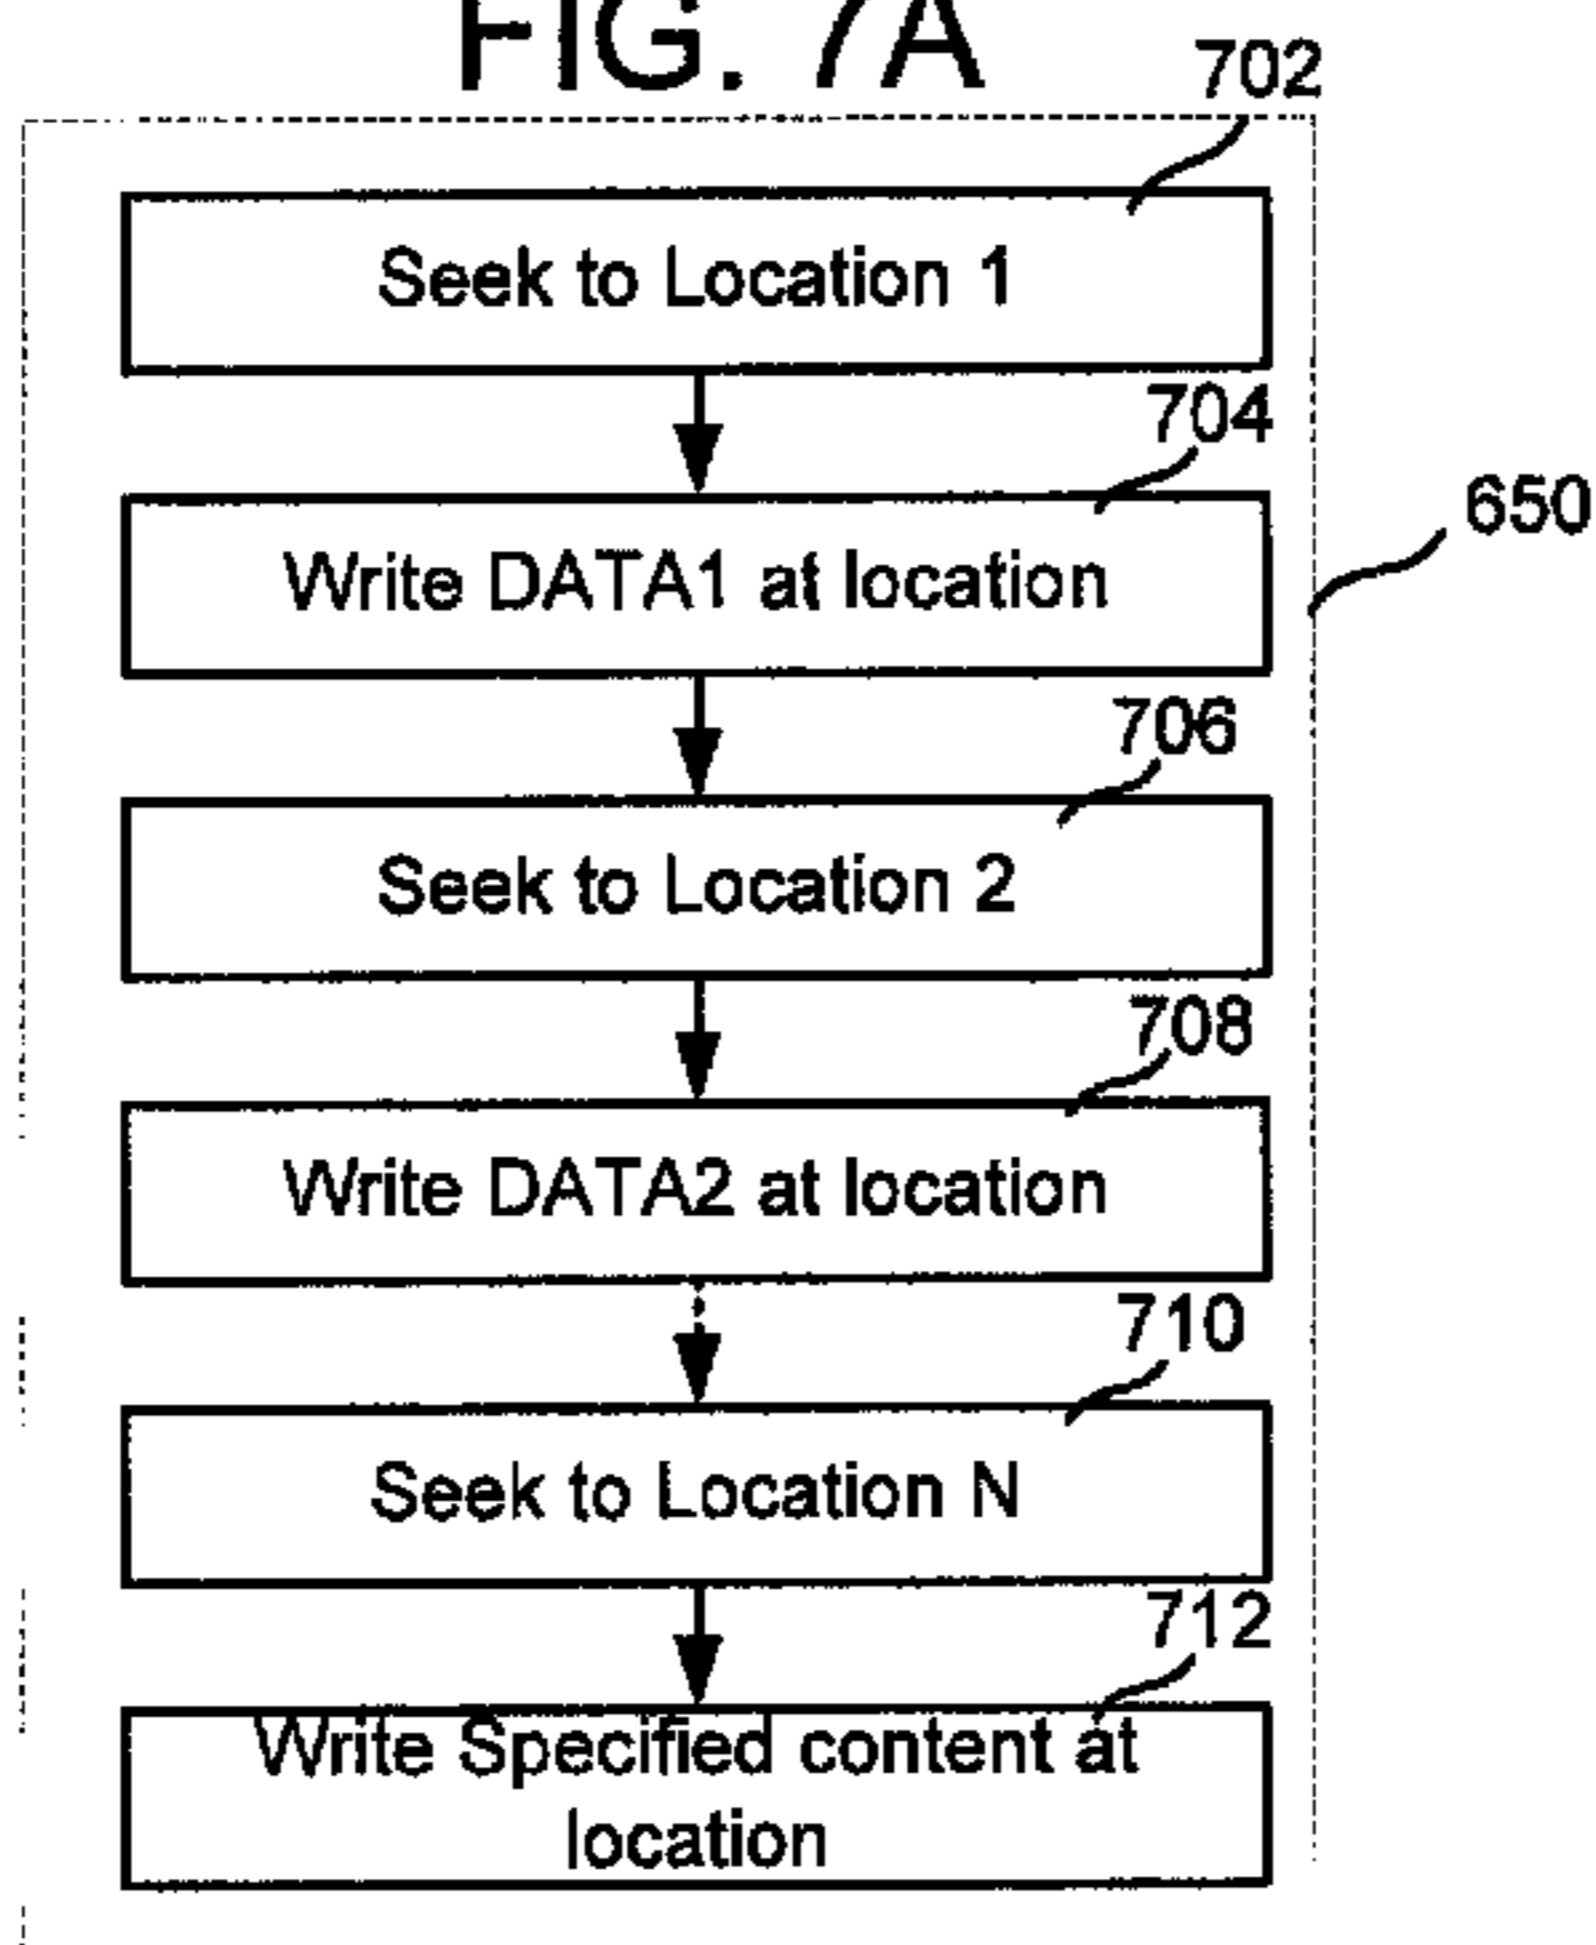 FIG. 7A
702
Seek to Location 1
704
Write DATA1 at location
650
706
Seek to Location 2
708
Write DATA2 at location
710
Seek to Location N
712
Write Specified content at
location